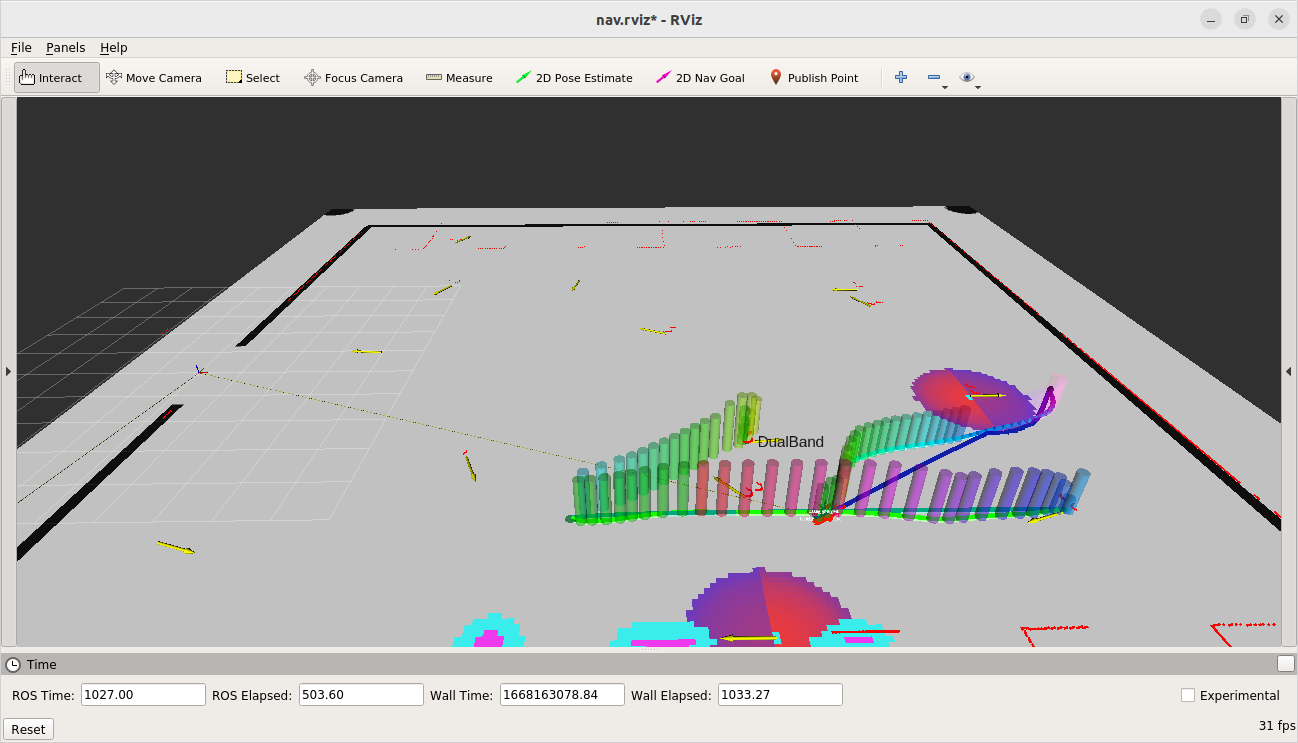 nav.rviz* - RViz
File Panels Help
Interact Move Camera Select Focus Camera Measure 2D Pose Estimate 2D Nav Goal Publish Point
DualBand
Time
ROS Time: 1027.00 ROS Elapsed: 503.60 Wall Time: 1668163078.84 Wall Elapsed: 1033.27 Experimental
Reset 31 fps